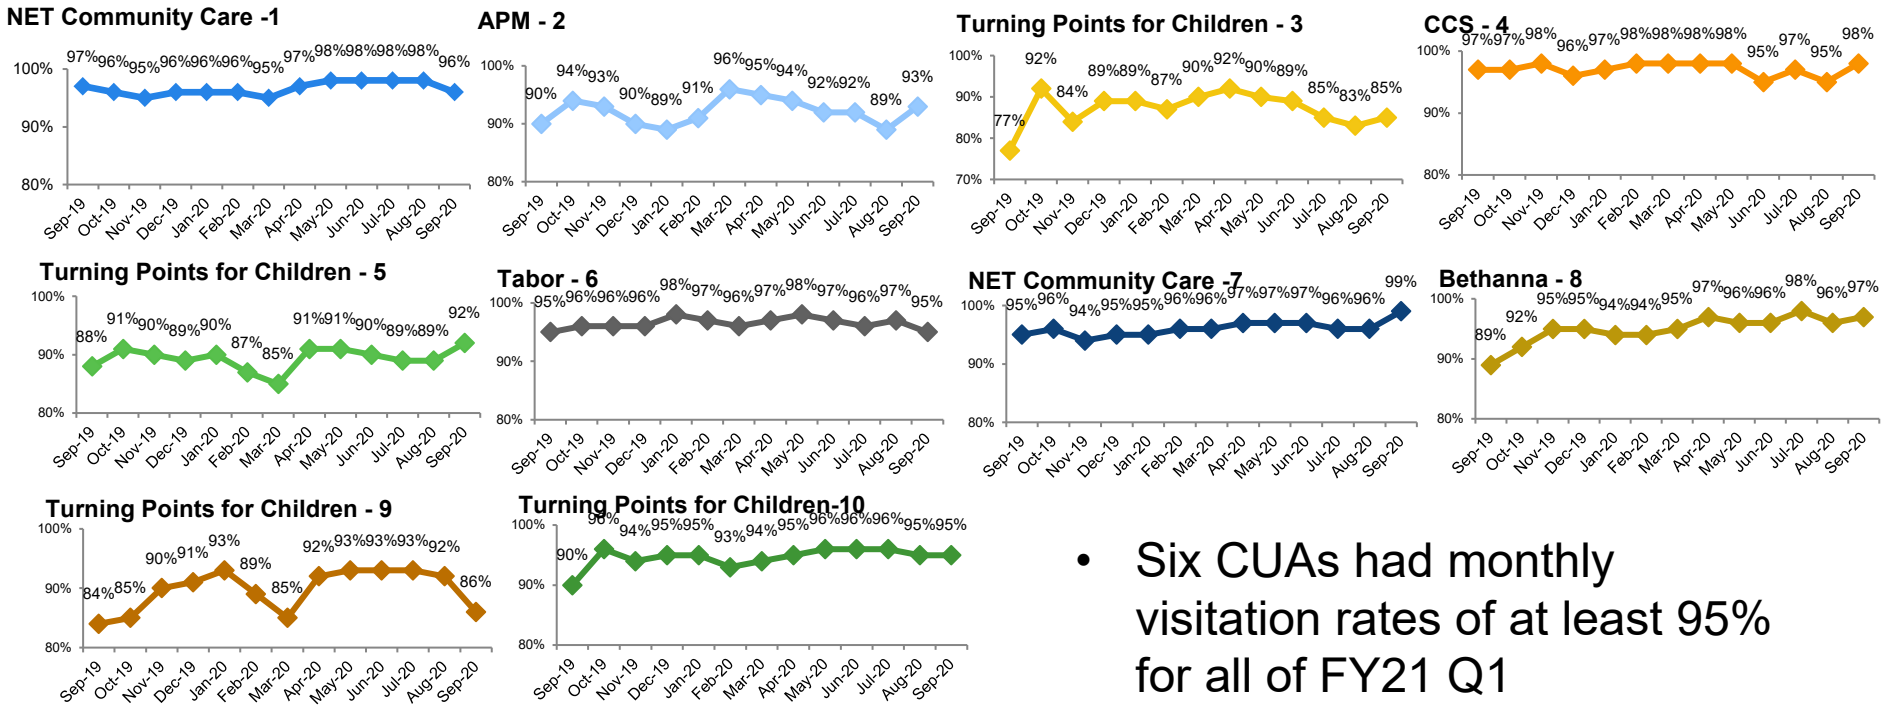 NET Community Care -1
97% 96% 95% 96% 96% 96% 95% 97% 98% 98% 98% 98% 96%
100%
90%
80%
Sep-19 Oct-19 Nov-19 Dec-19 Jan-20 Feb-20 Mar-20 Apr-20 May-20 Jun-20 Jul-20 Aug-20 Sep-20
APM - 2
90% 94% 93% 90% 89% 91% 96% 95% 94% 92% 92% 89% 93%
100%
90%
80%
Sep-19 Oct-19 Nov-19 Dec-19 Jan-20 Feb-20 Mar-20 Apr-20 May-20 Jun-20 Jul-20 Aug-20 Sep-20
Turning Points for Children - 3
77% 92% 84% 89% 89% 87% 90% 92% 90% 89% 85% 83% 85%
100%
90%
80%
70%
Sep-19 Oct-19 Nov-19 Dec-19 Jan-20 Feb-20 Mar-20 Apr-20 May-20 Jun-20 Jul-20 Aug-20 Sep-20
CCS - 4
97% 97% 98% 96% 97% 98% 98% 98% 98% 95% 97% 95% 98%
100%
90%
80%
Sep-19 Oct-19 Nov-19 Dec-19 Jan-20 Feb-20 Mar-20 Apr-20 May-20 Jun-20 Jul-20 Aug-20 Sep-20
Turning Points for Children - 5
88% 91% 90% 89% 90% 87% 85% 91% 91% 90% 89% 89% 92%
100%
90%
80%
Sep-19 Oct-19 Nov-19 Dec-19 Jan-20 Feb-20 Mar-20 Apr-20 May-20 Jun-20 Jul-20 Aug-20 Sep-20
Tabor - 6
95% 96% 96% 96% 98% 97% 96% 97% 98% 97% 96% 97% 95%
100%
90%
80%
Sep-19 Oct-19 Nov-19 Dec-19 Jan-20 Feb-20 Mar-20 Apr-20 May-20 Jun-20 Jul-20 Aug-20 Sep-20
NET Community Care -7
95% 96% 94% 95% 95% 96% 96% 97% 97% 97% 96% 96% 99%
100%
90%
80%
Sep-19 Oct-19 Nov-19 Dec-19 Jan-20 Feb-20 Mar-20 Apr-20 May-20 Jun-20 Jul-20 Aug-20 Sep-20
Bethanna - 8
89% 92% 95% 95% 94% 94% 95% 97% 96% 96% 98% 96% 97%
100%
90%
80%
Sep-19 Oct-19 Nov-19 Dec-19 Jan-20 Feb-20 Mar-20 Apr-20 May-20 Jun-20 Jul-20 Aug-20 Sep-20
Turning Points for Children - 9
84% 85% 90% 91% 93% 89% 85% 92% 93% 93% 93% 92% 86%
100%
90%
80%
Sep-19 Oct-19 Nov-19 Dec-19 Jan-20 Feb-20 Mar-20 Apr-20 May-20 Jun-20 Jul-20 Aug-20 Sep-20
Turning Points for Children-10
90% 96% 94% 95% 95% 93% 94% 95% 96% 96% 96% 95% 95%
100%
90%
80%
Sep-19 Oct-19 Nov-19 Dec-19 Jan-20 Feb-20 Mar-20 Apr-20 May-20 Jun-20 Jul-20 Aug-20 Sep-20
• Six CUAs had monthly
visitation rates of at least 95%
for all of FY21 Q1